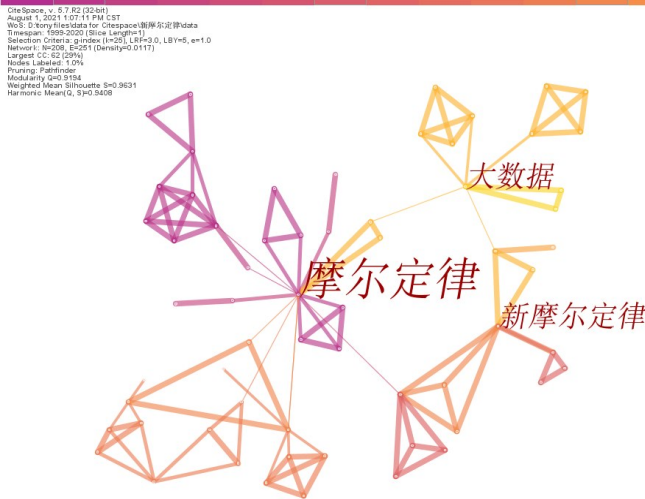 CiteSpace, v. 5.7.R2 (32-bit)
August 1, 2021 1:07:11 PM CST
WoS: D:\tony files\data for Citespace\新摩尔定律\data
Timespan: 1999-2020 (Slice Length=1)
Selection Criteria: g-index (k=25), LRF=3.0, LBY=5, e=1.0
Network: N=208, E=251 (Density=0.0117)
Largest CC: 62 (29%)
Nodes Labeled: 1.0%
Pruning: Pathfinder
Modularity Q=0.9194
Weighted Mean Silhouette S=0.9631
Harmonic Mean(Q, S)=0.9408
大数据
摩尔定律
新摩尔定律